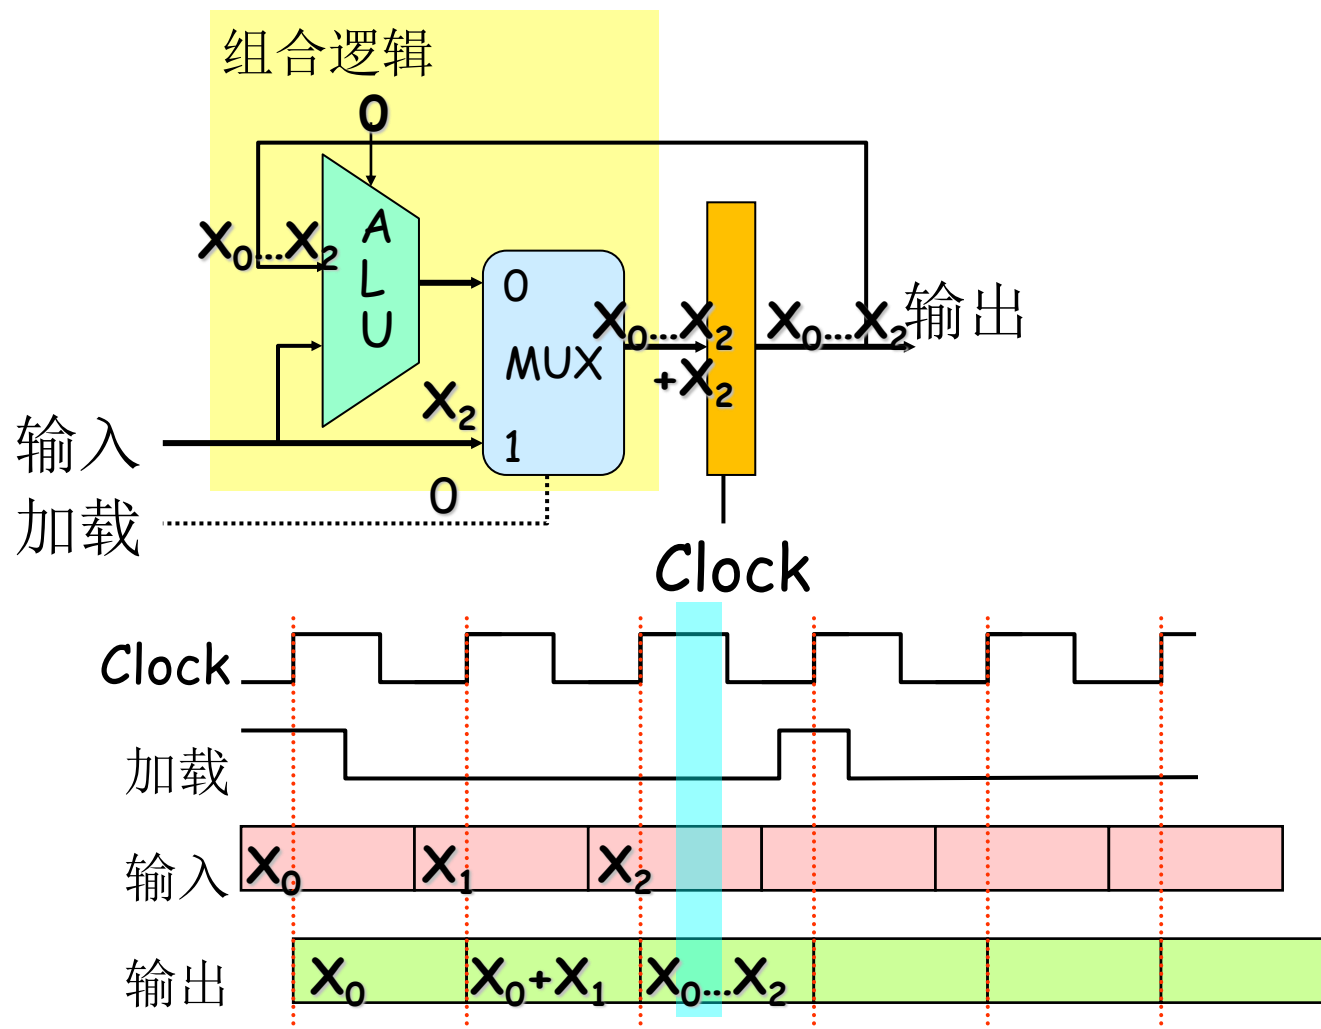 组合逻辑
0
A
L
U
X₀...X₂
0
MUX
1
X₀...X₂
+X₂
X₀...X₂
输出
X₂
输入
0
加载
Clock
Clock
加载
输入
X₀
X₁
X₂
输出
X₀
X₀+X₁
X₀...X₂